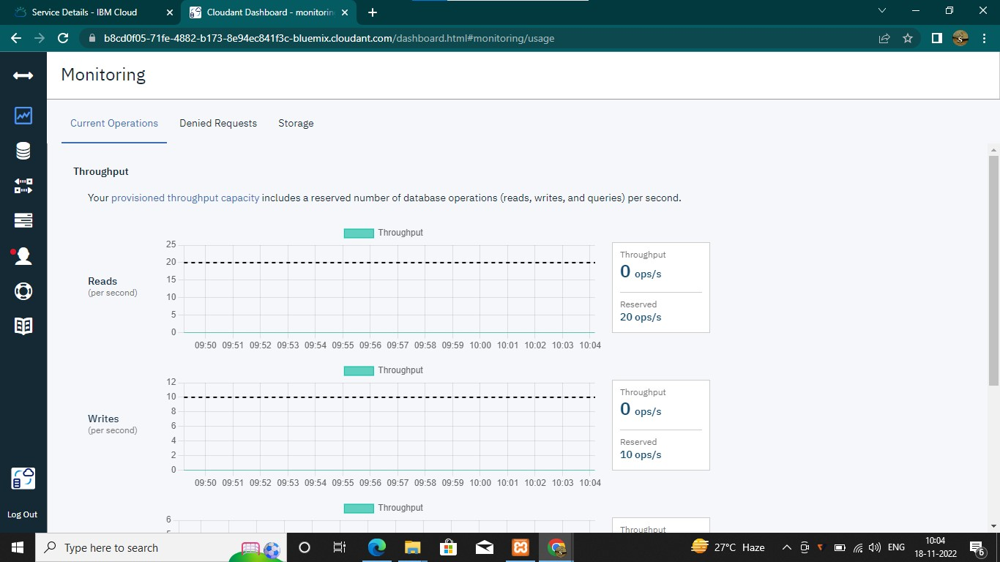 Service Details - IBM Cloud
Cloudant Dashboard - monitorin
b8cd0f05-71fe-4882-b173-8e94ec841f3c-bluemix.cloudant.com/dashboard.html#monitoring/usage
Monitoring
Current Operations Denied Requests Storage
Throughput
Your provisioned throughput capacity includes a reserved number of database operations (reads, writes, and queries) per second.
Throughput
Reads
(per second)
25
20
15
10
5
0
09:50 09:51 09:52 09:53 09:54 09:55 09:56 09:57 09:58 09:59 10:00 10:01 10:02 10:03 10:04
Throughput
0 ops/s
Reserved
20 ops/s
Throughput
Writes
(per second)
12
10
8
6
4
2
0
09:50 09:51 09:52 09:53 09:54 09:55 09:56 09:57 09:58 09:59 10:00 10:01 10:02 10:03 10:04
Throughput
0 ops/s
Reserved
10 ops/s
Throughput
6
Throughput
Log Out
Type here to search
27°C Haze
ENG
10:04
18-11-2022
6